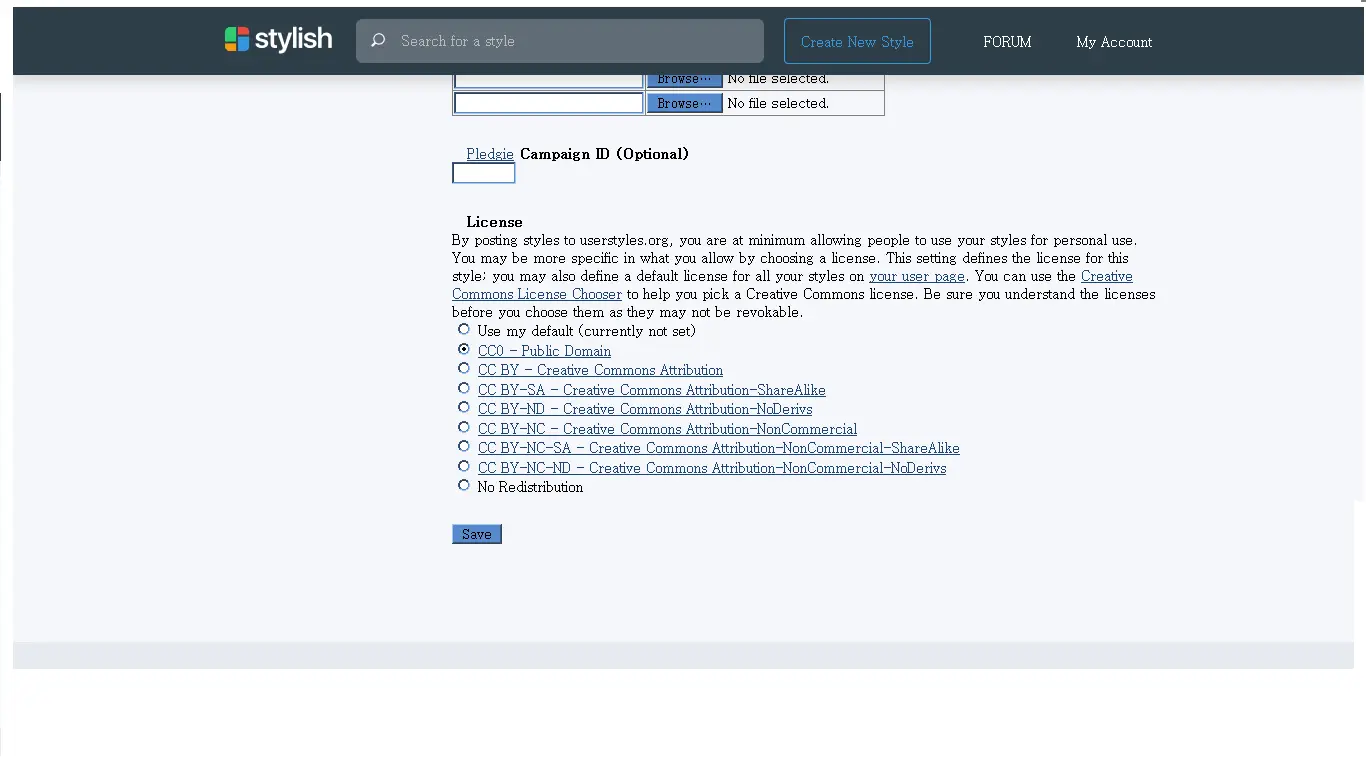 stylish
Search for a style
Create New Style
FORUM
My Account
Browse… No file selected.
Browse… No file selected.
Pledgie Campaign ID (Optional)
License
By posting styles to userstyles.org, you are at minimum allowing people to use your styles for personal use.
You may be more specific in what you allow by choosing a license. This setting defines the license for this
style; you may also define a default license for all your styles on your user page. You can use the Creative
Commons License Chooser to help you pick a Creative Commons license. Be sure you understand the licenses
before you choose them as they may not be revokable.
Use my default (currently not set)
CC0 - Public Domain
CC BY - Creative Commons Attribution
CC BY-SA - Creative Commons Attribution-ShareAlike
CC BY-ND - Creative Commons Attribution-NoDerivs
CC BY-NC - Creative Commons Attribution-NonCommercial
CC BY-NC-SA - Creative Commons Attribution-NonCommercial-ShareAlike
CC BY-NC-ND - Creative Commons Attribution-NonCommercial-NoDerivs
No Redistribution
Save